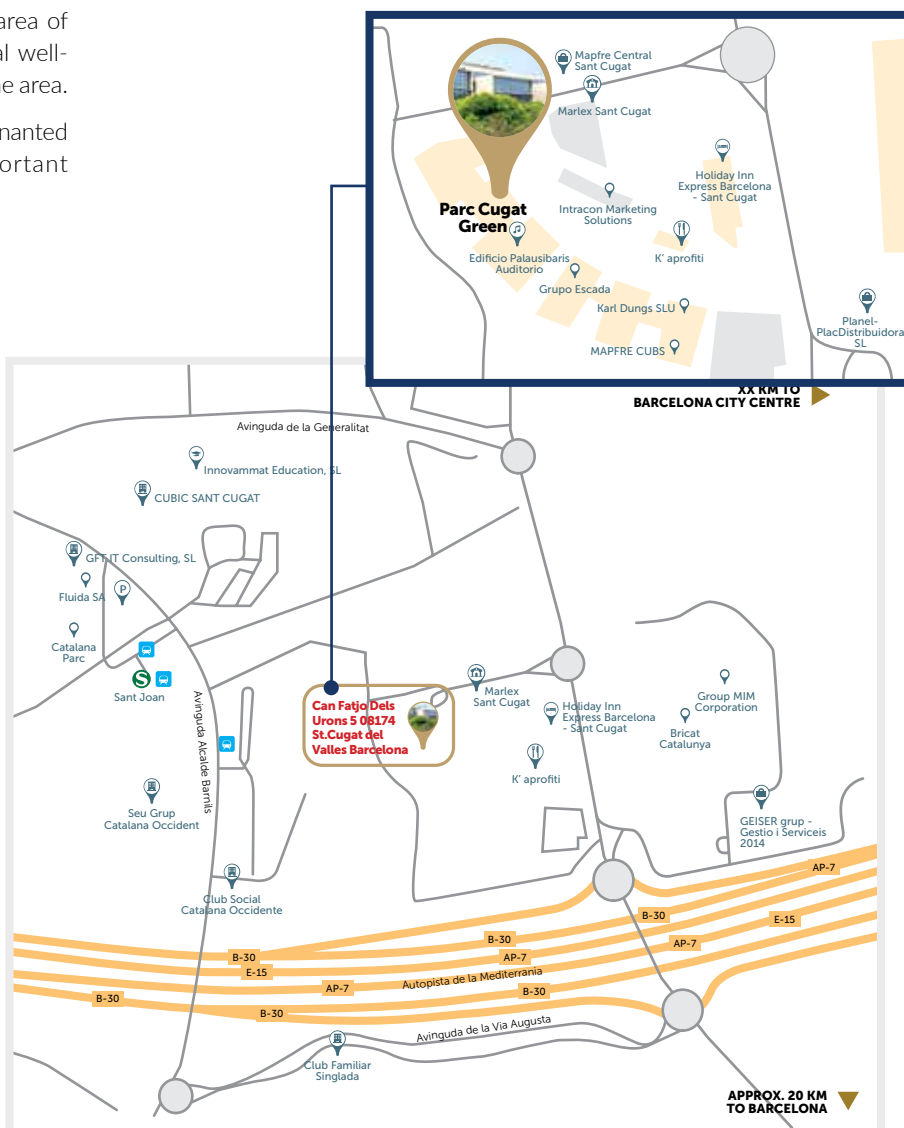 area of
al well-
e area.
nanted
ortant
Mapfre Central
Sant Cugat
Marlex Sant Cugat
Holiday Inn
Express Barcelona
- Sant Cugat
Parc Cugat
Green
Intracon Marketing
Solutions
Edificio Palausibaris
Auditorio
K' aprofiti
Grupo Escada
Karl Dungs SLU
MAPFRE CUBS
Planel-
PlacDistribuidora
SL
XX KM TO
BARCELONA CITY CENTRE
Avinguda de la Generalitat
Innovammat Education, SL
CUBIC SANT CUGAT
GFT IT Consulting, SL
Fluida SA
P
Catalana
Parc
S
Sant Joan
Avinguda Alcalde Barnils
Can Fatjo Dels
Urons 5 08174
St.Cugat del
Valles Barcelona
Marlex
Sant Cugat
Holiday Inn
Express Barcelona
- Sant Cugat
K' aprofiti
Group MIM
Corporation
Bricat
Catalunya
Seu Grup
Catalana Occident
GEISER grup -
Gestio i Serviceis
2014
Club Social
Catalana Occidente
AP-7
B-30
E-15
B-30
AP-7
B-30
AP-7
E-15
Autopista de la Mediterrània
AP-7
B-30
B-30
B-30
Avinguda de la Via Augusta
Club Familiar
Singlada
APPROX. 20 KM
TO BARCELONA